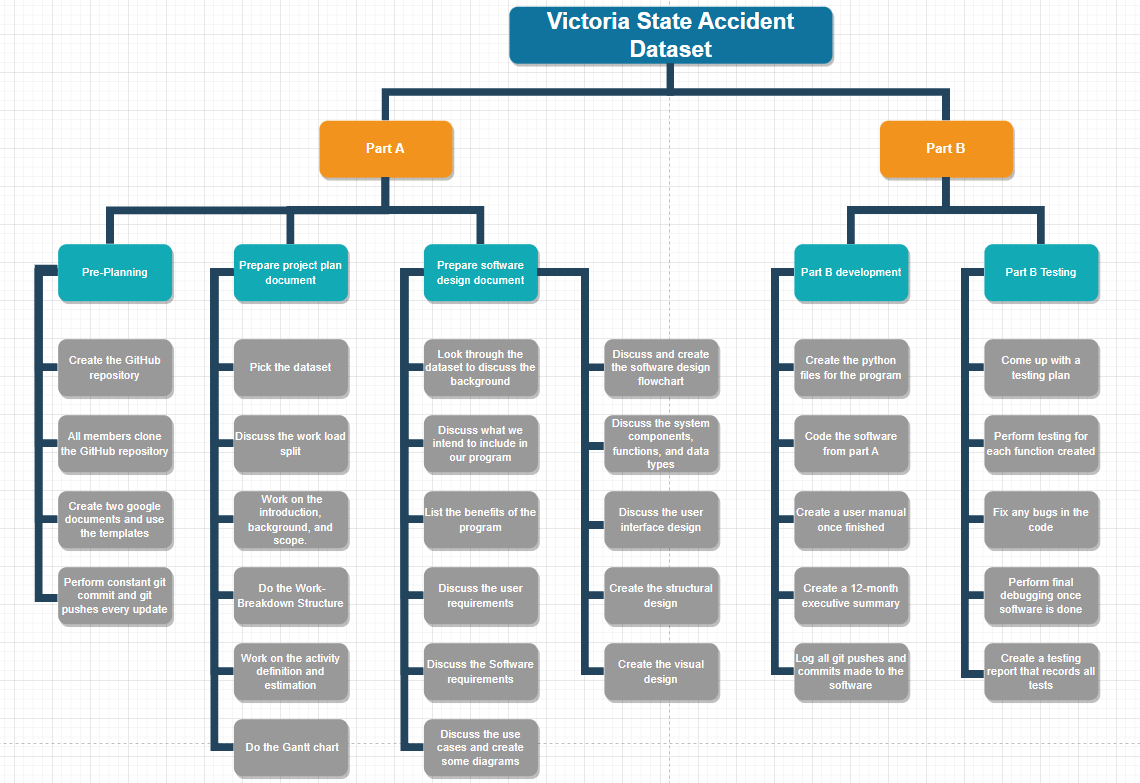 Victoria State Accident
Dataset
Part A
Part B
Pre-Planning
Prepare project plan
document
Prepare software
design document
Part B development
Part B Testing
Create the GitHub
repository
All members clone
the GitHub repository
Create two google
documents and use
the templates
Perform constant git
commit and git
pushes every update
Pick the dataset
Discuss the work load
split
Work on the
introduction,
background, and
scope.
Do the Work-
Breakdown Structure
Work on the activity
definition and
estimation
Do the Gantt chart
Look through the
dataset to discuss the
background
Discuss what we
intend to include in
our program
List the benefits of the
program
Discuss the user
requirements
Discuss the Software
requirements
Discuss the use
cases and create
some diagrams
Discuss and create
the software design
flowchart
Discuss the system
components,
functions, and data
types
Discuss the user
interface design
Create the structural
design
Create the visual
design
Create the python
files for the program
Code the software
from part A
Create a user manual
once finished
Create a 12-month
executive summary
Log all git pushes and
commits made to the
software
Come up with a
testing plan
Perform testing for
each function created
Fix any bugs in the
code
Perform final
debugging once
software is done
Create a testing
report that records all
tests